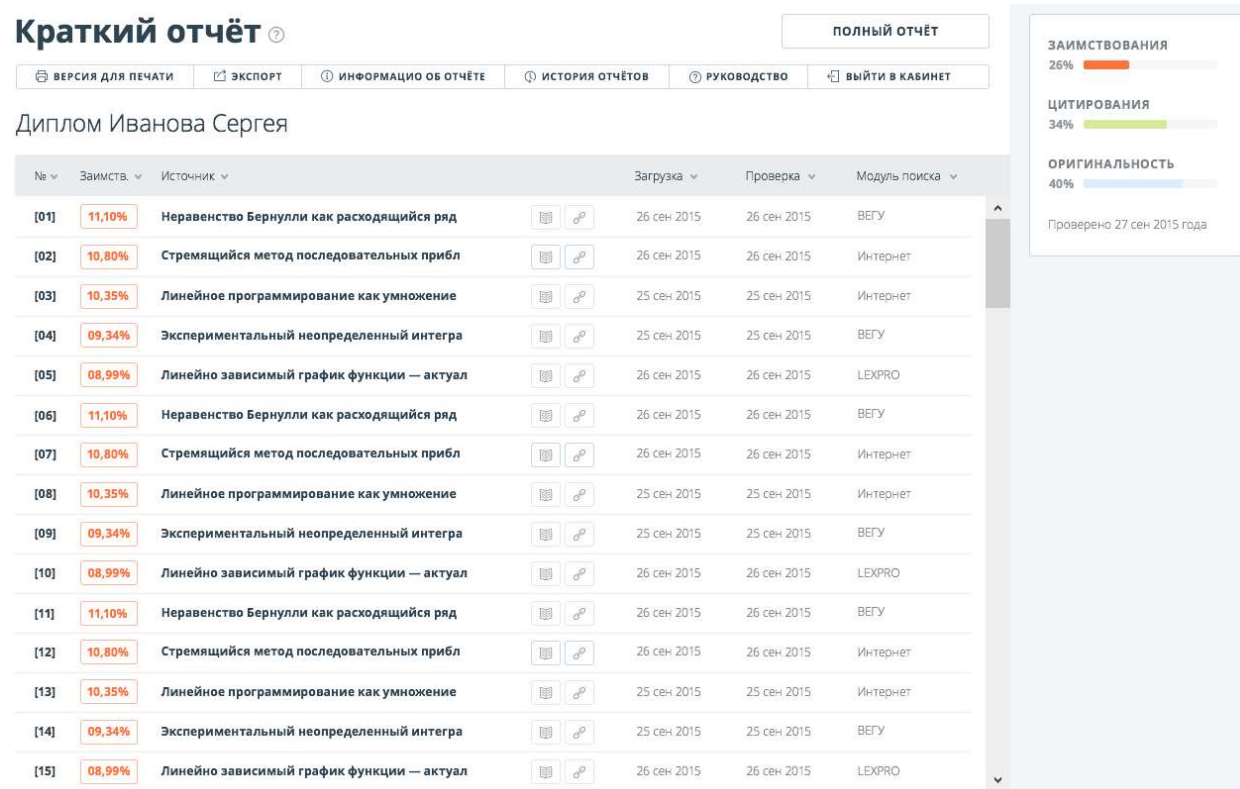 Краткий отчёт ?
ПОЛНЫЙ ОТЧЁТ
ВЕРСИЯ ДЛЯ ПЕЧАТИ ЭКСПОРТ ИНФОРМАЦИО ОБ ОТЧЁТЕ ИСТОРИЯ ОТЧЁТОВ РУКОВОДСТВО ВЫЙТИ В КАБИНЕТ
Диплом Иванова Сергея
№ Заимств. Источник Загрузка Проверка Модуль поиска
[01] 11,10% Неравенство Бернулли как расходящийся ряд 26 сен 2015 26 сен 2015 ВЕГУ
[02] 10,80% Стремящийся метод последовательных прибл 26 сен 2015 26 сен 2015 Интернет
[03] 10,35% Линейное программирование как умножение 25 сен 2015 25 сен 2015 Интернет
[04] 09,34% Экспериментальный неопределенный интегра 25 сен 2015 25 сен 2015 ВЕГУ
[05] 08,99% Линейно зависимый график функции — актуал 26 сен 2015 26 сен 2015 LEXPRO
[06] 11,10% Неравенство Бернулли как расходящийся ряд 26 сен 2015 26 сен 2015 ВЕГУ
[07] 10,80% Стремящийся метод последовательных прибл 26 сен 2015 26 сен 2015 Интернет
[08] 10,35% Линейное программирование как умножение 25 сен 2015 25 сен 2015 Интернет
[09] 09,34% Экспериментальный неопределенный интегра 25 сен 2015 25 сен 2015 ВЕГУ
[10] 08,99% Линейно зависимый график функции — актуал 26 сен 2015 26 сен 2015 LEXPRO
[11] 11,10% Неравенство Бернулли как расходящийся ряд 26 сен 2015 26 сен 2015 ВЕГУ
[12] 10,80% Стремящийся метод последовательных прибл 26 сен 2015 26 сен 2015 Интернет
[13] 10,35% Линейное программирование как умножение 25 сен 2015 25 сен 2015 Интернет
[14] 09,34% Экспериментальный неопределенный интегра 25 сен 2015 25 сен 2015 ВЕГУ
[15] 08,99% Линейно зависимый график функции — актуал 26 сен 2015 26 сен 2015 LEXPRO
ЗАИМСТВОВАНИЯ
26%
ЦИТИРОВАНИЯ
34%
ОРИГИНАЛЬНОСТЬ
40%
Проверено 27 сен 2015 года